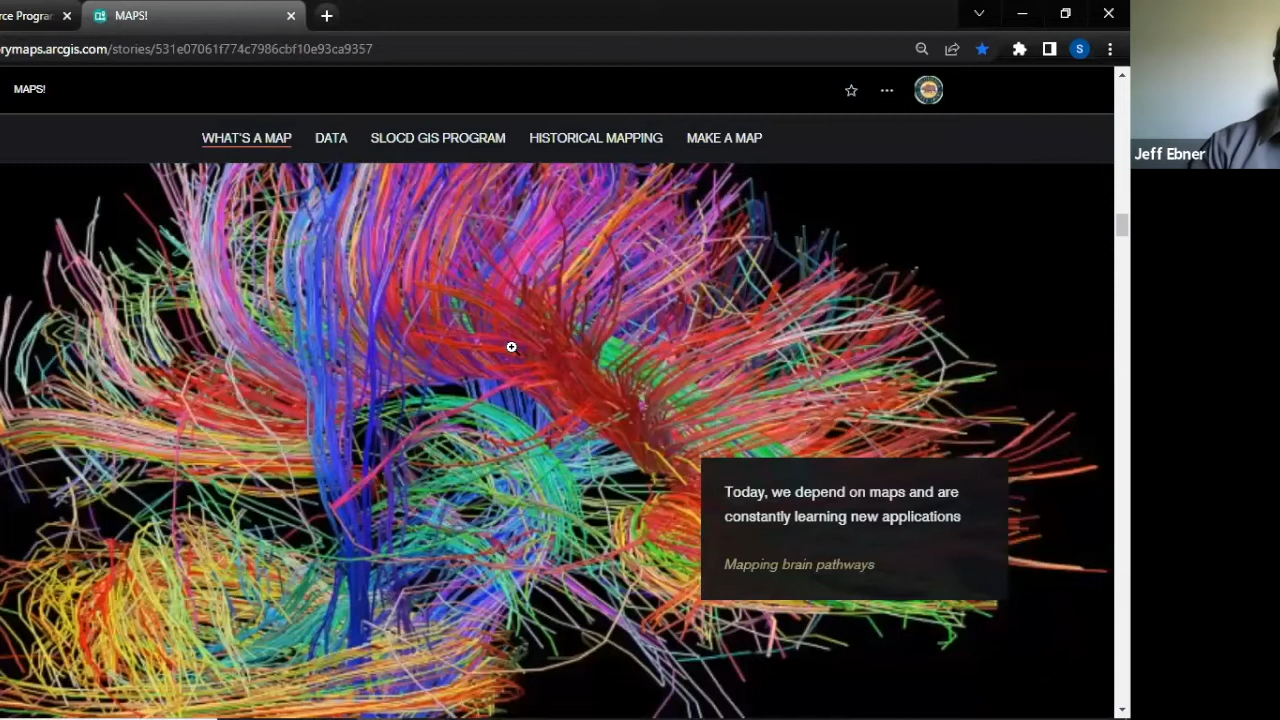 rce Progra
MAPS!
rymaps.arcgis.com/stories/531e07061f774c7986cbf10e93ca9357
S
MAPS!
WHAT'S A MAP
DATA
SLOCD GIS PROGRAM
HISTORICAL MAPPING
MAKE A MAP
Jeff Ebner
Today, we depend on maps and are
constantly learning new applications
Mapping brain pathways